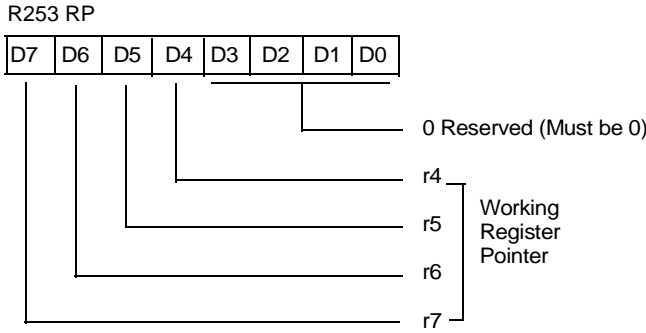 R253 RP
D7 D6 D5 D4 D3 D2 D1 D0
0 Reserved (Must be 0)
r4
r5
r6
r7
Working
Register
Pointer